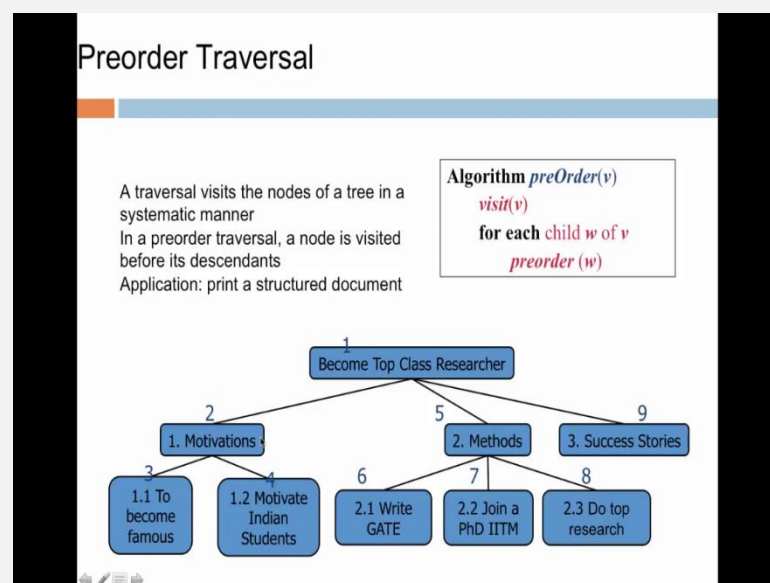 Preorder Traversal
A traversal visits the nodes of a tree in a
systematic manner
In a preorder traversal, a node is visited
before its descendants
Application: print a structured document
Algorithm preOrder(v)
visit(v)
for each child w of v
preorder (w)
1
Become Top Class Researcher
2
1. Motivations
5
2. Methods
9
3. Success Stories
3
1.1 To
become
famous
4
1.2 Motivate
Indian
Students
6
2.1 Write
GATE
7
2.2 Join a
PhD IITM
8
2.3 Do top
research